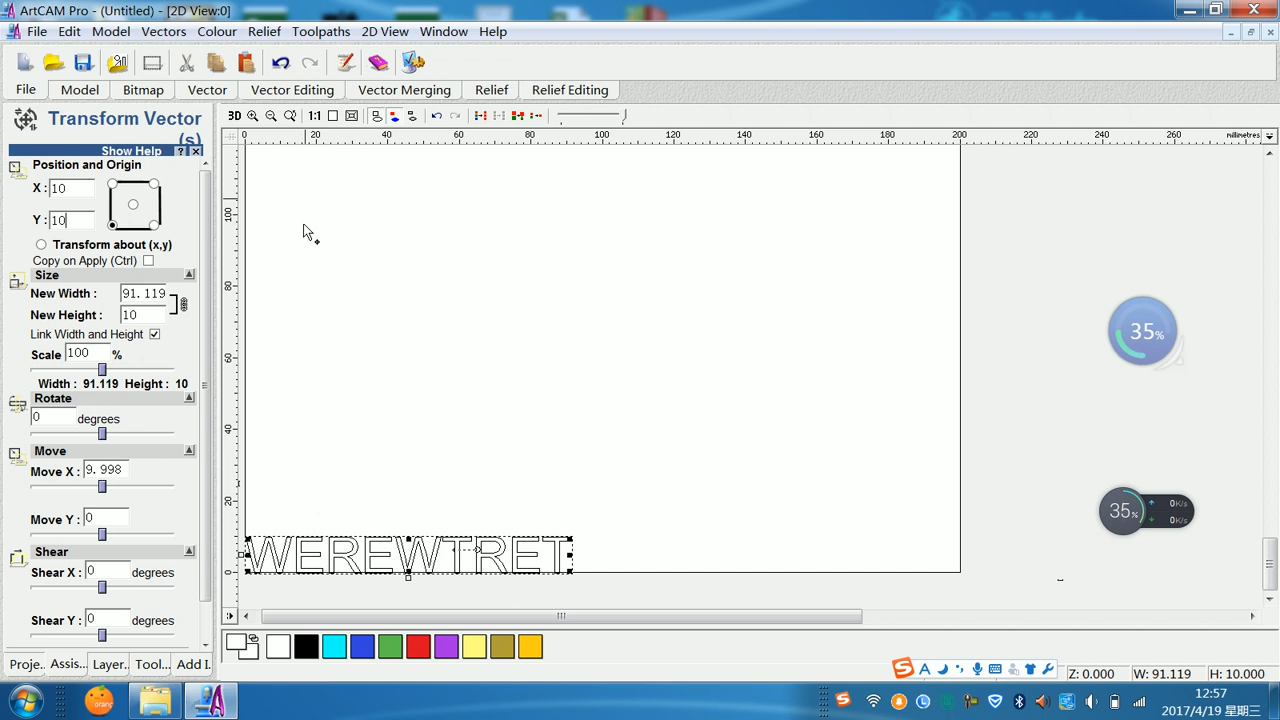 ArtCAM Pro - (Untitled) - [2D View:0]
File Edit Model Vectors Colour Relief Toolpaths 2D View Window Help
File Model Bitmap Vector Vector Editing Vector Merging Relief Relief Editing
Transform Vector
(s)
Show Help ?
Position and Origin
X : 10
Y : 10
Transform about (x,y)
Copy on Apply (Ctrl)
Size
New Width : 91.119
New Height : 10
Link Width and Height
Scale 100 %
Width : 91.119 Height : 10
Rotate
0 degrees
Move
Move X : 9.998
Move Y : 0
Shear
Shear X : 0 degrees
Shear Y : 0 degrees
Proje... Assis... Layer... Tool... Add I...
3D 1:1
0 20 40 60 80 100 120 140 160 180 200 220 240 260 millimetres
100
80
60
40
20
0
WEREWTRET
35%
35% 0K/s
0K/s
Z: 0.000 W: 91.119 H: 10.000
12:57
2017/4/19 星期三